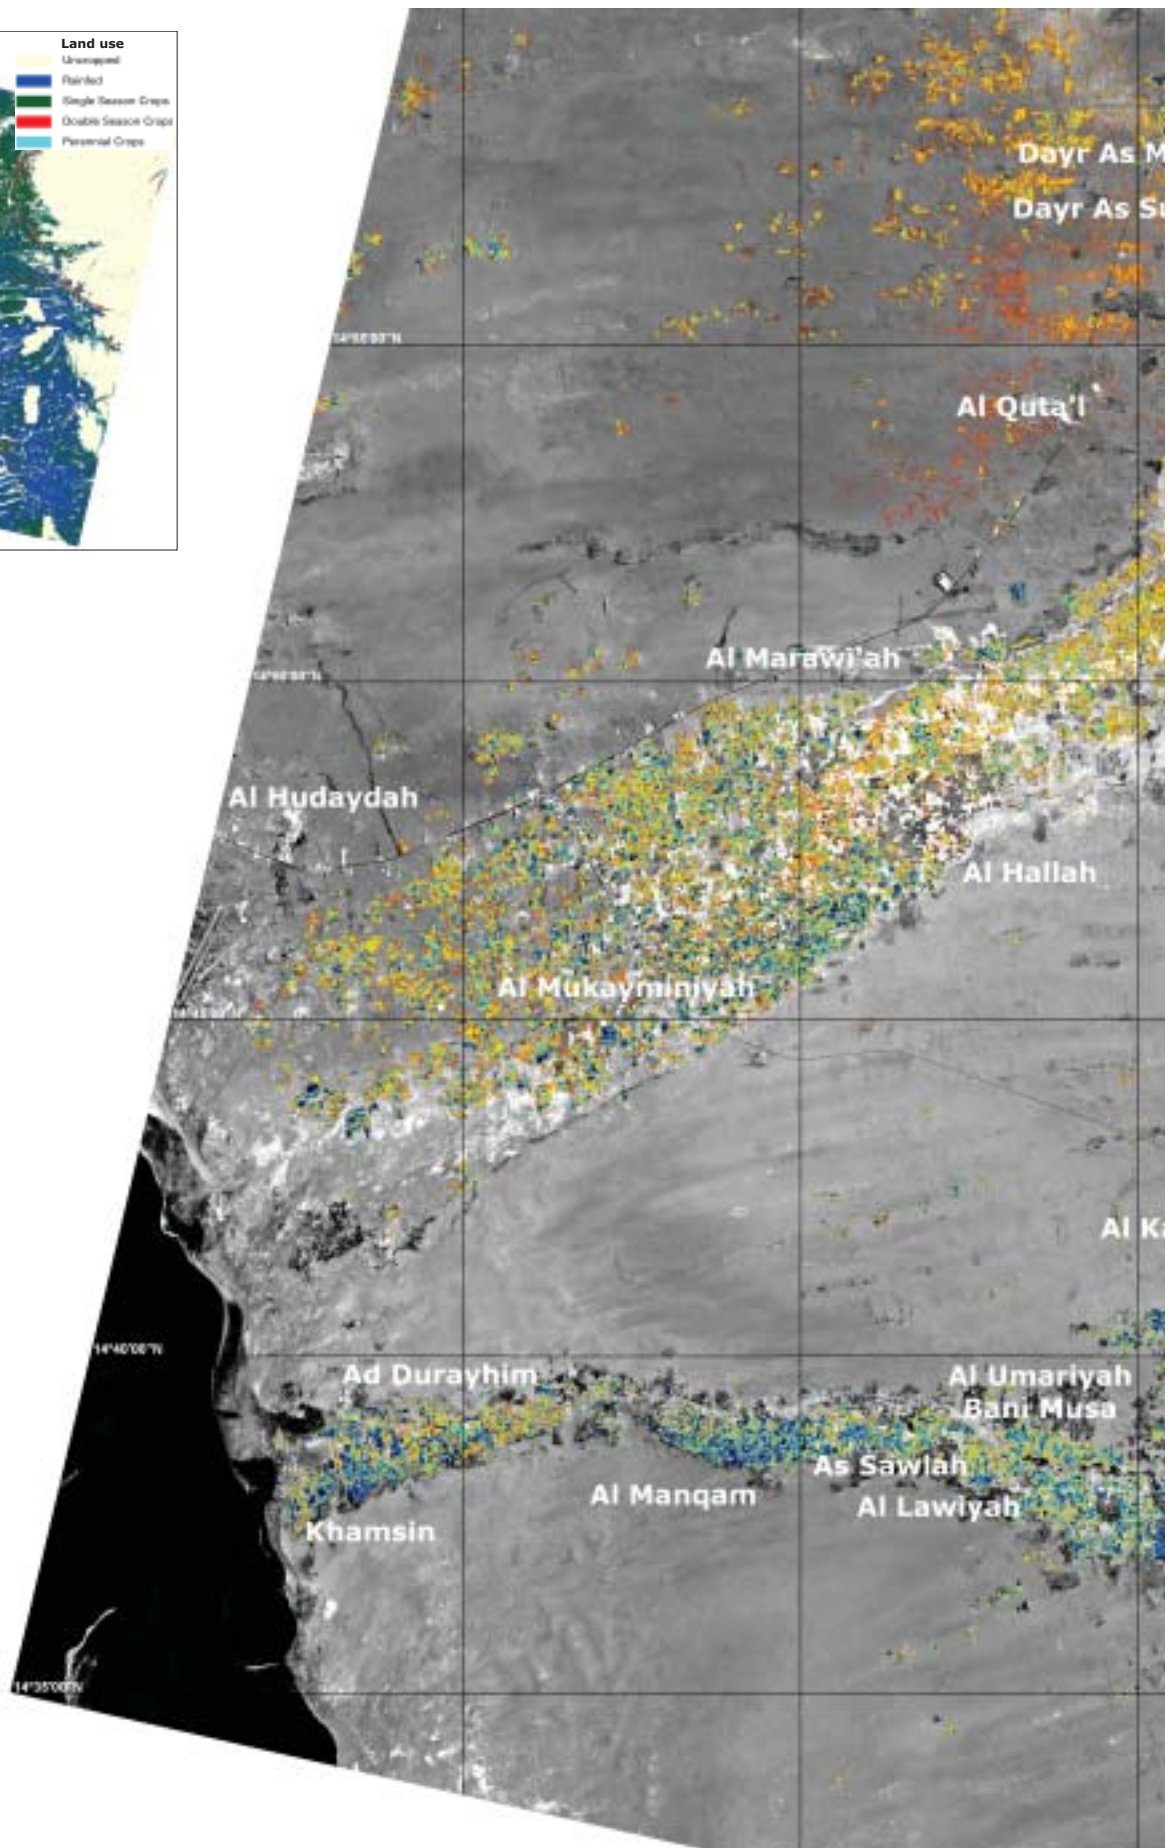 Land use
Uncropped
Rainfed
Single Season Crops
Double Season Crops
Perennial Crops
Dayr As M
Dayr As Su
Al Quta'I
Al Marawi'ah
Al Hudaydah
Al Hallah
Al Mukayminiyah
Al Ka
14°40'00"N
Ad Durayhim
Al Umariyah
Bani Musa
As Sawlah
Al Manqam
Al Lawiyah
Khamsin
14°35'00"N